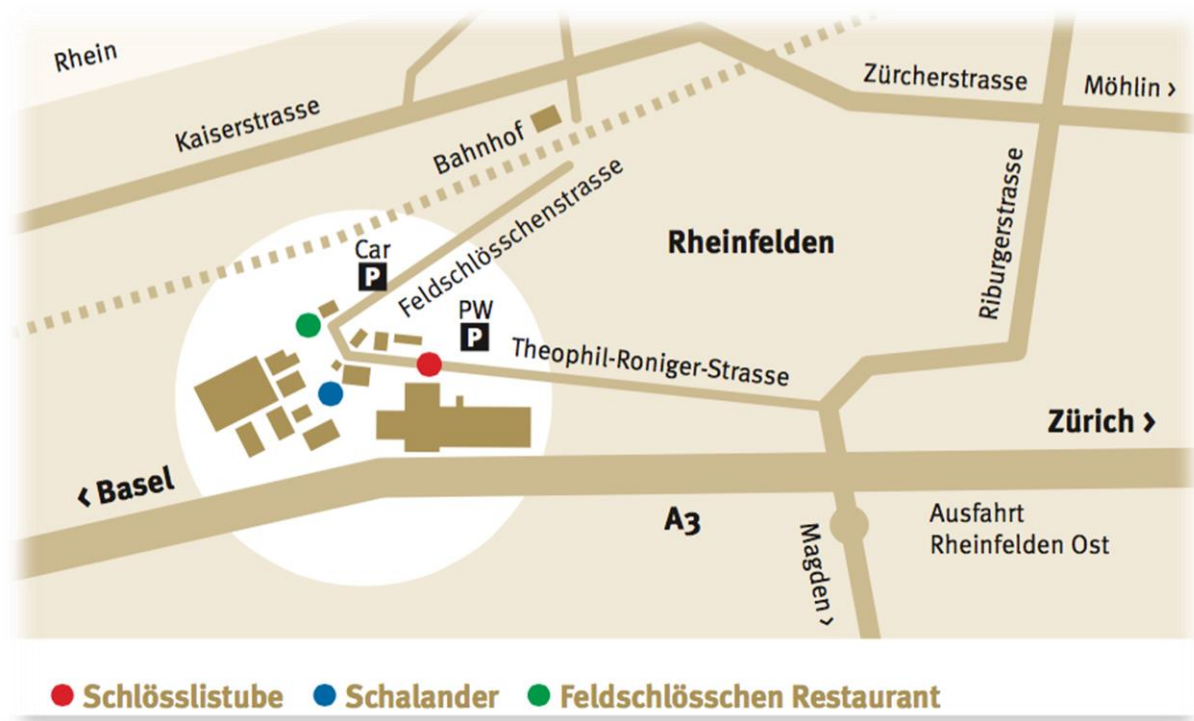 Rhein
Kaiserstrasse
Zürcherstrasse
Möhlin >
Bahnhof
Feldschlösschenstrasse
Riburgerstrasse
Rheinfelden
Car
P
PW
P
Theophil-Roniger-Strasse
Zürich >
< Basel
A3
Magden >
Ausfahrt
Rheinfelden Ost
Schlösslistube Schalander Feldschlösschen Restaurant